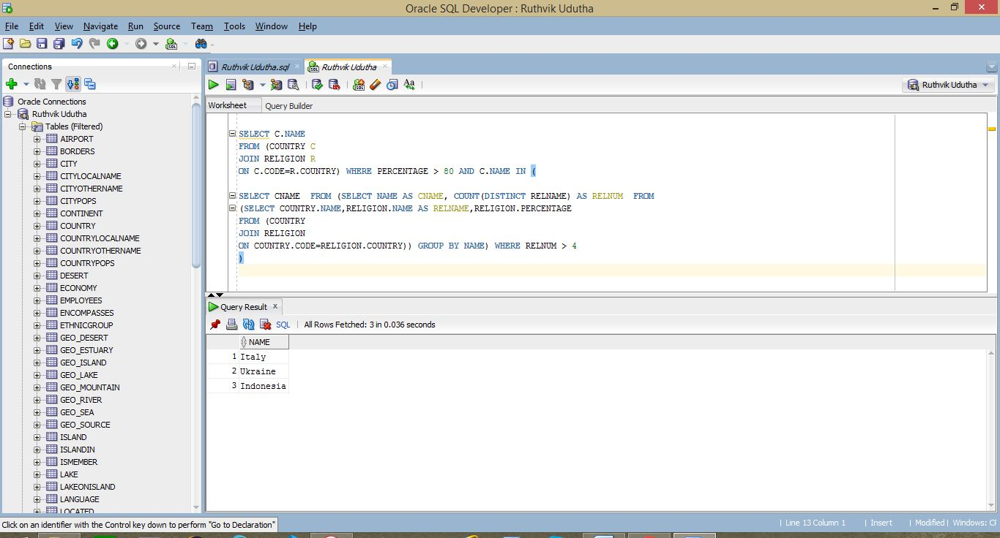 Oracle SQL Developer : Ruthvik Udutha
File Edit View Navigate Run Source Team Tools Window Help
Connections
Oracle Connections
Ruthvik Udutha
Tables (Filtered)
AIRPORT
BORDERS
CITY
CITYLOCALNAME
CITYOTHERNAME
CITYPOPS
CONTINENT
COUNTRY
COUNTRYLOCALNAME
COUNTRYOTHERNAME
COUNTRYPOPS
DESERT
ECONOMY
EMPLOYEES
ENCOMPASSES
ETHNICGROUP
GEO_DESERT
GEO_ESTUARY
GEO_ISLAND
GEO_LAKE
GEO_MOUNTAIN
GEO_RIVER
GEO_SEA
GEO_SOURCE
ISLAND
ISLANDIN
ISMEMBER
LAKE
LAKEONISLAND
LANGUAGE
LOCATED
Click on an identifier with the Control key down to perform "Go to Declaration"
Ruthvik Udutha.sql Ruthvik Udutha
Ruthvik Udutha
Worksheet Query Builder
SELECT C.NAME
FROM (COUNTRY C
JOIN RELIGION R
ON C.CODE=R.COUNTRY) WHERE PERCENTAGE > 80 AND C.NAME IN (
SELECT CNAME FROM (SELECT NAME AS CNAME, COUNT(DISTINCT RELNAME) AS RELNUM FROM
(SELECT COUNTRY.NAME,RELIGION.NAME AS RELNAME,RELIGION.PERCENTAGE
FROM (COUNTRY
JOIN RELIGION
ON COUNTRY.CODE=RELIGION.COUNTRY)) GROUP BY NAME) WHERE RELNUM > 4
)
Query Result x
SQL | All Rows Fetched: 3 in 0.036 seconds
NAME
1 Italy
2 Ukraine
3 Indonesia
| Line 13 Column 1 | Insert | Modified | Windows: